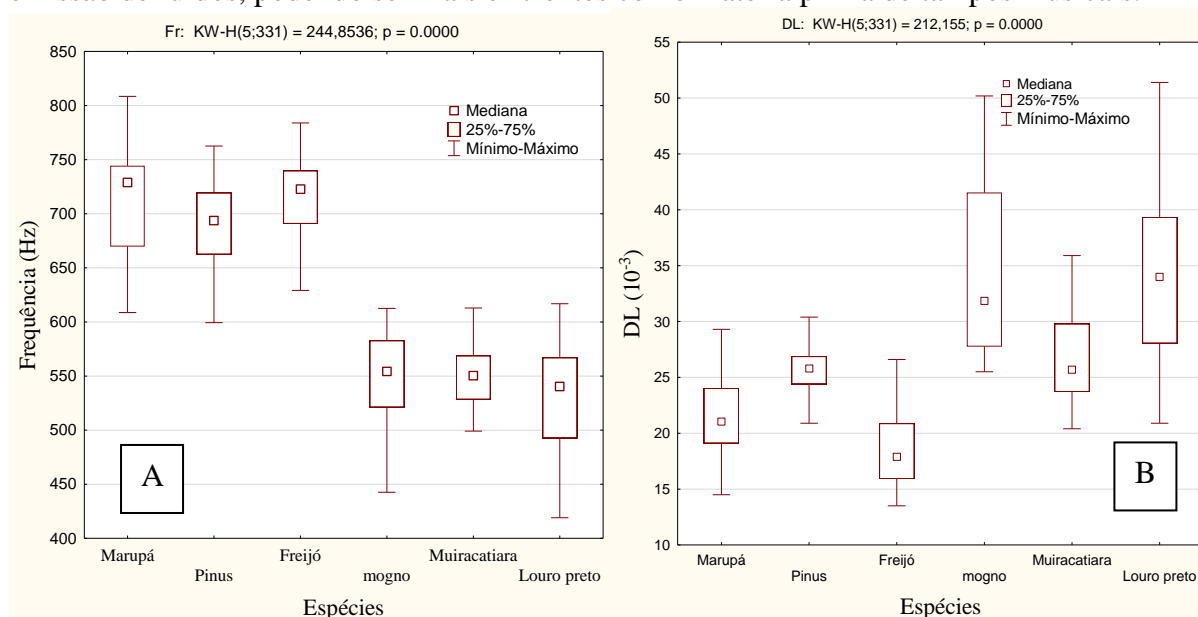 Fr: KW-H(5;331) = 244,8536; p = 0.0000
850
800
750
700
650
600
550
500
450
400
Frequência (Hz)
Mediana
25%-75%
Mínimo-Máximo
A
Marupá
Pinus
Freijó
mogno
Muiracatiara
Louro preto
Espécies
DL: KW-H(5;331) = 212,155; p = 0.0000
55
50
45
40
35
30
25
20
15
10
DL (10⁻³)
Mediana
25%-75%
Mínimo-Máximo
B
Marupá
Pinus
Freijó
mogno
Muiracatiara
Louro preto
Espécies